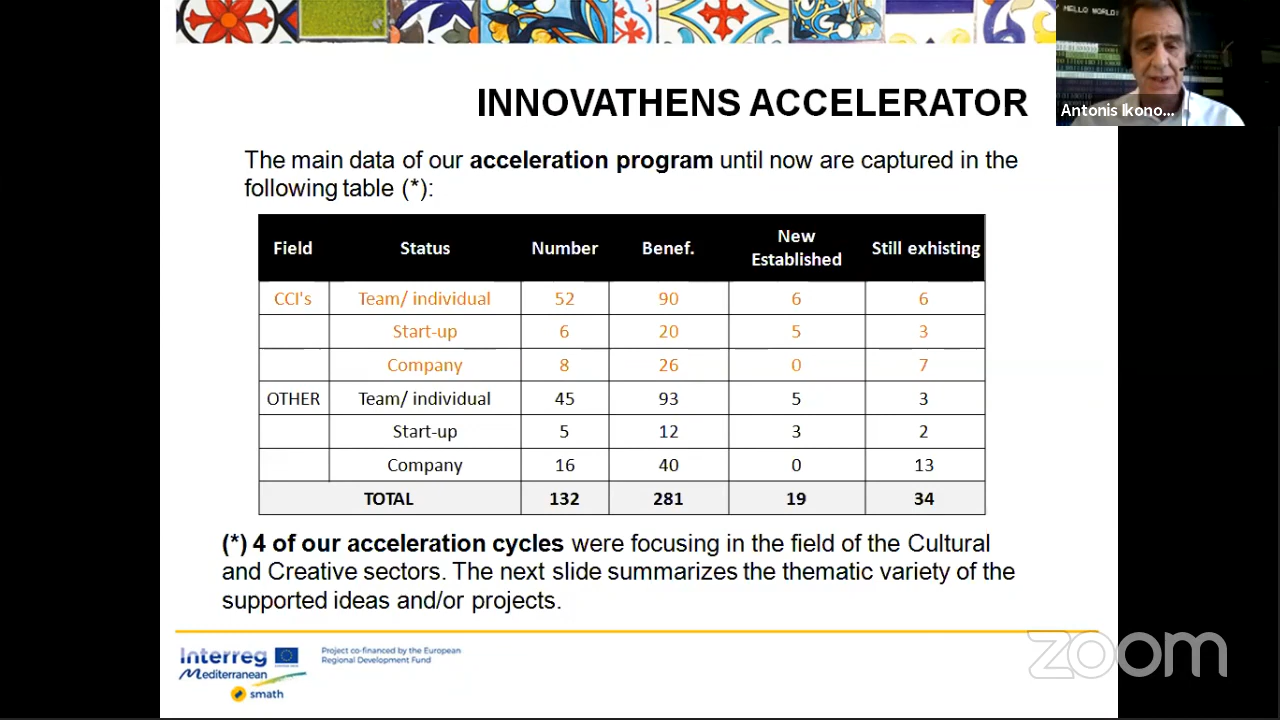 HELLO WORLD!
INNOVATHENS ACCELERATOR
Antonis Ikono...
The main data of our acceleration program until now are captured in the
following table (*):
Field Status Number Benef. New Established Still exhisting
CCI's Team/ individual 52 90 6 6
Start-up 6 20 5 3
Company 8 26 0 7
OTHER Team/ individual 45 93 5 3
Start-up 5 12 3 2
Company 16 40 0 13
TOTAL 132 281 19 34
(*) 4 of our acceleration cycles were focusing in the field of the Cultural
and Creative sectors. The next slide summarizes the thematic variety of the
supported ideas and/or projects.
Interreg
Mediterranean
smath
Project co-financed by the European
Regional Development Fund
zoom